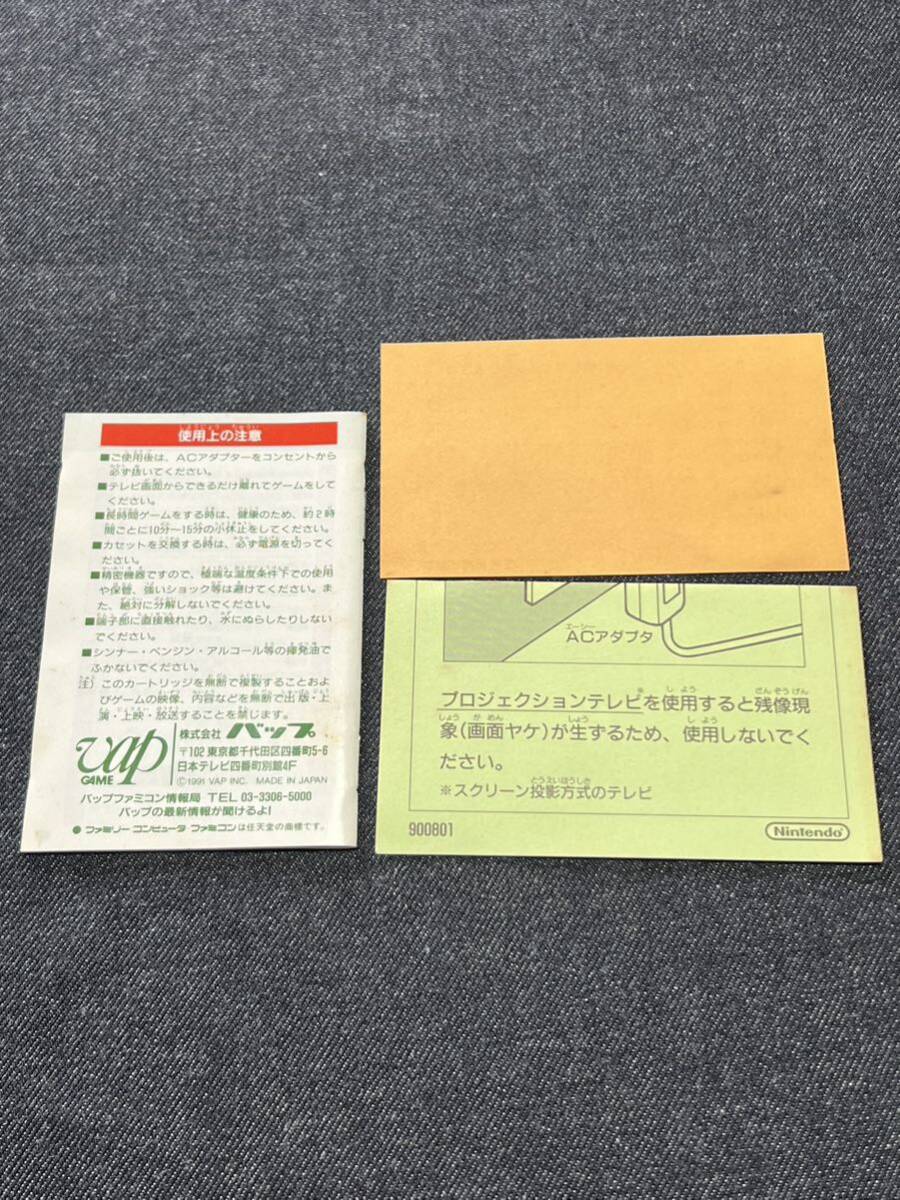 使用上の注意
■ご使用後は、ACアダプターをコンセントから
必ず抜いてください。
■テレビ画面からできるだけ離れてゲームをして
ください。
■長時間ゲームをする時は、健康のため、約2時
間ごとに10分〜15分の小休止をしてください。
■カセットを交換する時は、必ず電源を切ってく
ださい。
■精密機器ですので、極端な温度条件下での使用
や保管、強いショック等は避けてください。ま
た、絶対に分解しないでください。
■端子部に直接触れたり、水にぬらしたりしない
でください。
■シンナー・ベンジン・アルコール等の揮発油で
ふかないでください。
注）このカートリッジを無断で複製することおよ
びゲームの映像、内容などを無断で出版・上
演・上映・放送することを禁じます。
vap
GAME
株式会社 バップ
〒102 東京都千代田区四番町5-6
日本テレビ四番町別館4F
©1991 VAP INC. MADE IN JAPAN
バップファミコン情報局 TEL 03-3306-5000
バップの最新情報が聞けるよ!
●ファミリーコンピュータ ファミコンは任天堂の商標です。
エーシー
ACアダプタ
プロジェクションテレビを使用すると残像現
象(画面ヤケ)が生ずるため、使用しないでく
ださい。
とうえいほうしき
※スクリーン投影方式のテレビ
900801
Nintendo